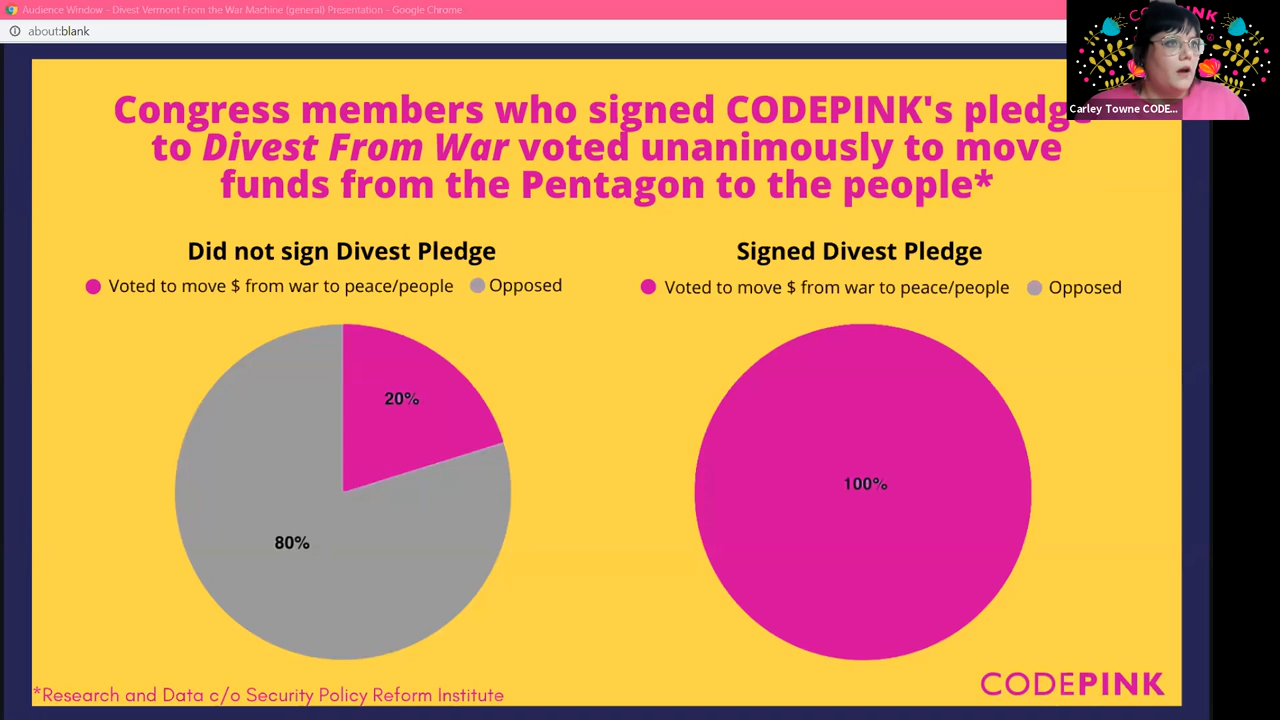 Audience Window - Divest Vermont From the War Machine (general) Presentation - Google Chrome
about:blank
CODEPINK
Carley Towne CODE...
Congress members who signed CODEPINK's pledge
to Divest From War voted unanimously to move
funds from the Pentagon to the people*
Did not sign Divest Pledge
Voted to move $ from war to peace/people Opposed
20%
80%
Signed Divest Pledge
Voted to move $ from war to peace/people Opposed
100%
*Research and Data c/o Security Policy Reform Institute
CODEPINK